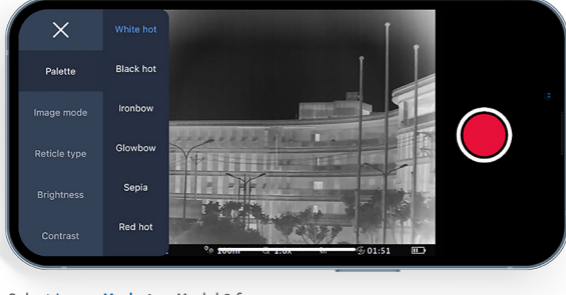 White hot
Palette
Black hot
Image mode
Ironbow
Reticle type
Glowbow
Brightness
Sepia
Contrast
Red hot
100m 1.0x 01:51